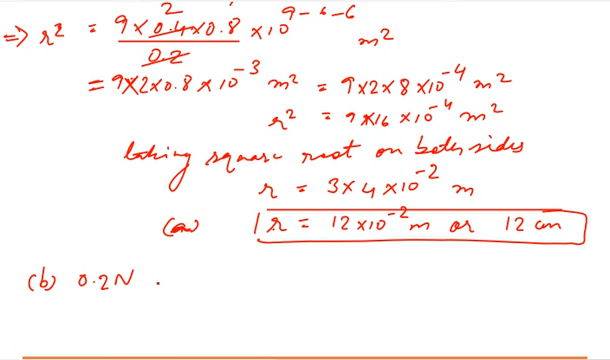 => r² = 9 × 0.4 × 0.8 / 0.2 × 10^9-6-6 m²
2
= 9×2×0.8 × 10^-3 m² = 9×2×8×10^-4 m²
r² = 9×16×10^-4 m²
taking square root on both sides
r = 3×4×10^-2 m
r = 12×10^-2 m or 12 cm
(b) 0.2N .